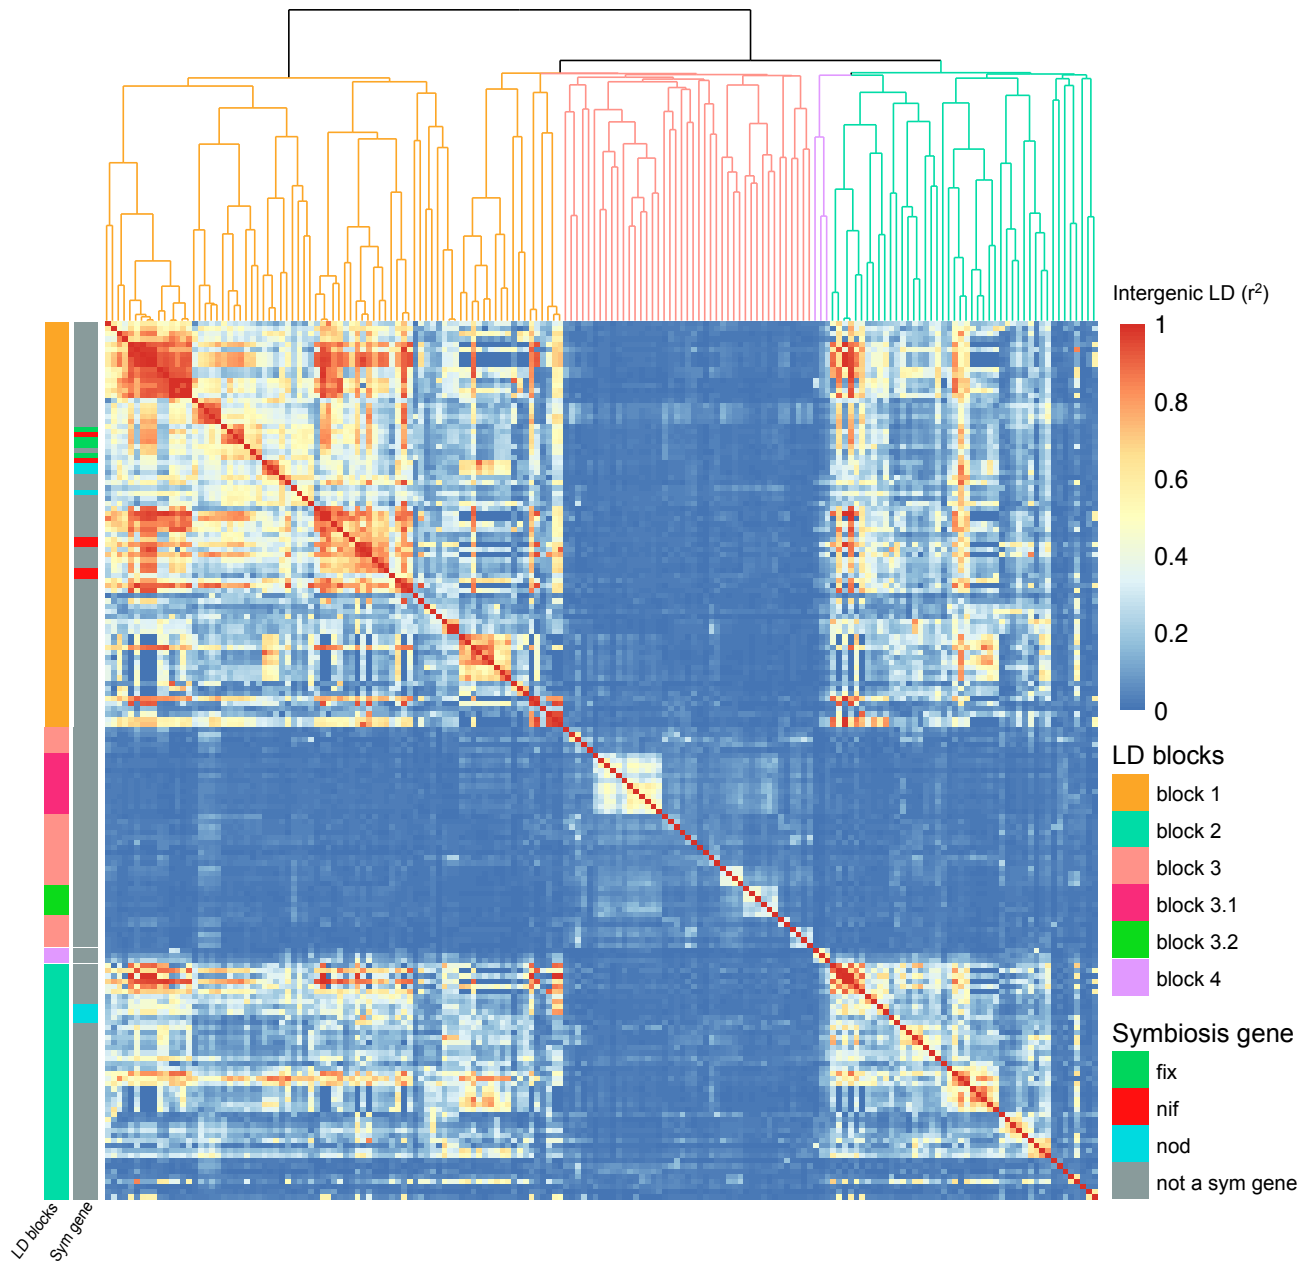 Intergenic LD (r²)
1
0.8
0.6
0.4
0.2
0
LD blocks
block 1
block 2
block 3
block 3.1
block 3.2
block 4
Symbiosis gene
fix
nif
nod
not a sym gene
LD blocks
Sym gene